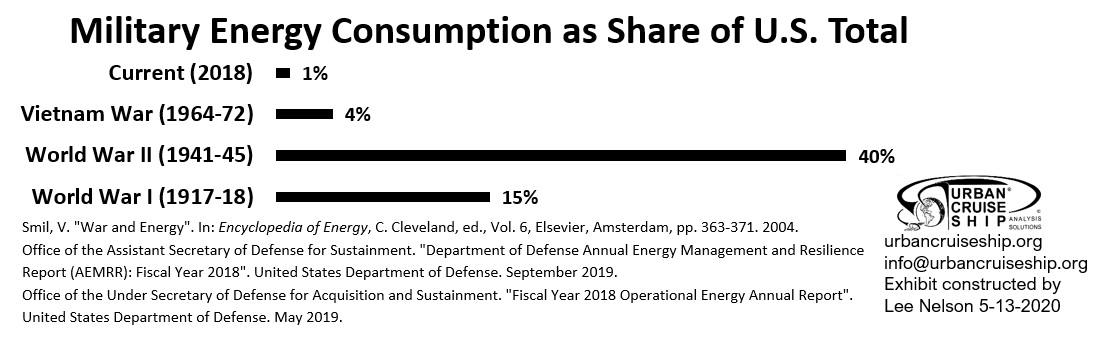 Military Energy Consumption as Share of U.S. Total
Current (2018) 1%
Vietnam War (1964-72) 4%
World War II (1941-45) 40%
World War I (1917-18) 15%
Smil, V. "War and Energy". In: Encyclopedia of Energy, C. Cleveland, ed., Vol. 6, Elsevier, Amsterdam, pp. 363-371. 2004.
Office of the Assistant Secretary of Defense for Sustainment. "Department of Defense Annual Energy Management and Resilience
Report (AEMRR): Fiscal Year 2018". United States Department of Defense. September 2019.
Office of the Under Secretary of Defense for Acquisition and Sustainment. "Fiscal Year 2018 Operational Energy Annual Report".
United States Department of Defense. May 2019.
URBAN®
CRUISE ©
SHIP ANALYSIS
SOLUTIONS
urbancruiseship.org
info@urbancruiseship.org
Exhibit constructed by
Lee Nelson 5-13-2020